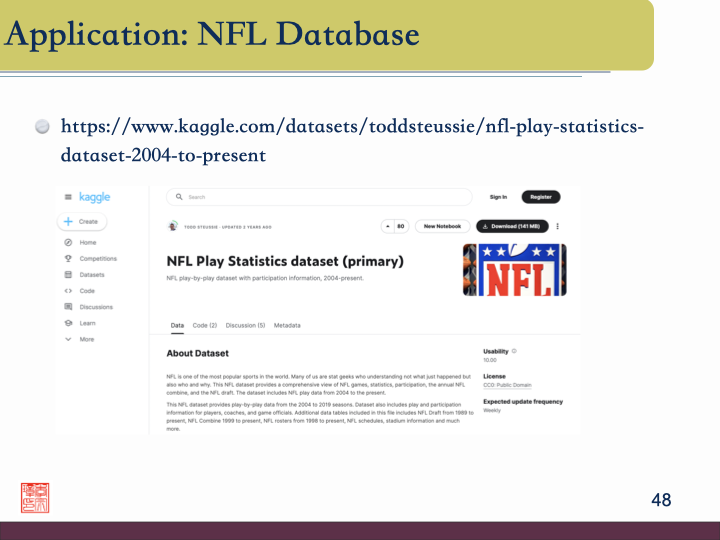 Application: NFL Database
https://www.kaggle.com/datasets/toddsteussie/nfl-play-statistics-
dataset-2004-to-present
kaggle
Search
Sign In
Register
Create
Home
Competitions
Datasets
Code
Discussions
Learn
More
TODD STEUSSIE · UPDATED 3 YEARS AGO
80
New Notebook
Download (141 MB)
NFL Play Statistics dataset (primary)
NFL play-by-play dataset with participation information, 2004-present.
NFL
Data Code (2) Discussion (5) Metadata
About Dataset
NFL is one of the most popular sports in the world. Many of us are stat geeks who understanding not what just happened but
also who and why. This NFL dataset provides a comprehensive view of NFL games, statistics, participation, the annual NFL
combine, and the NFL draft. The dataset includes NFL play data from 2004 to the present.
This NFL dataset provides play-by-play data from the 2004 to 2019 seasons. Dataset also includes play and participation
information for players, coaches, and game officials. Additional data tables included in this file includes NFL Draft from 1989 to
present, NFL Combine 1999 to present, NFL rosters from 1998 to present, NFL schedules, stadium information and much
more.
Usability
10.00
License
CC0: Public Domain
Expected update frequency
Weekly
48